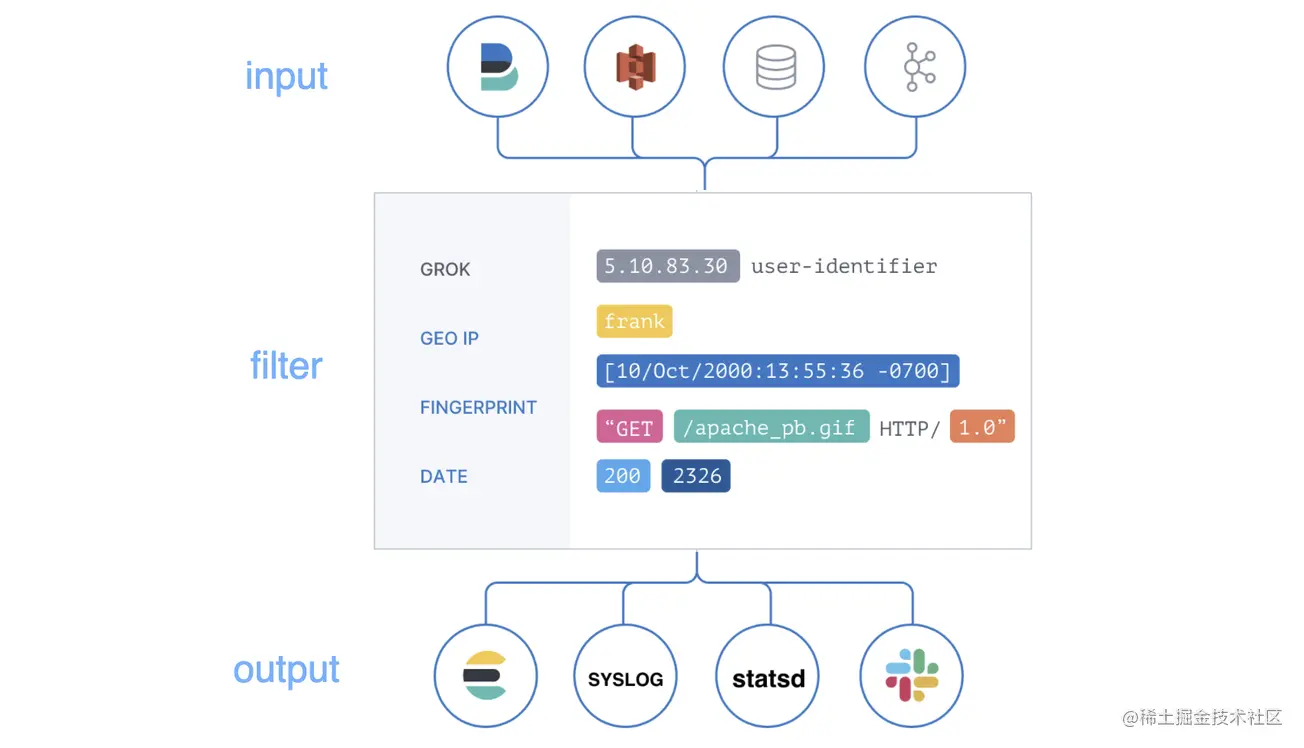 input
GROK
5.10.83.30 user-identifier
GEO IP
frank
filter
[10/Oct/2000:13:55:36 -0700]
FINGERPRINT
“GET /apache_pb.gif HTTP/ 1.0”
DATE
200 2326
output
SYSLOG
statsd
@稀土掘金技术社区